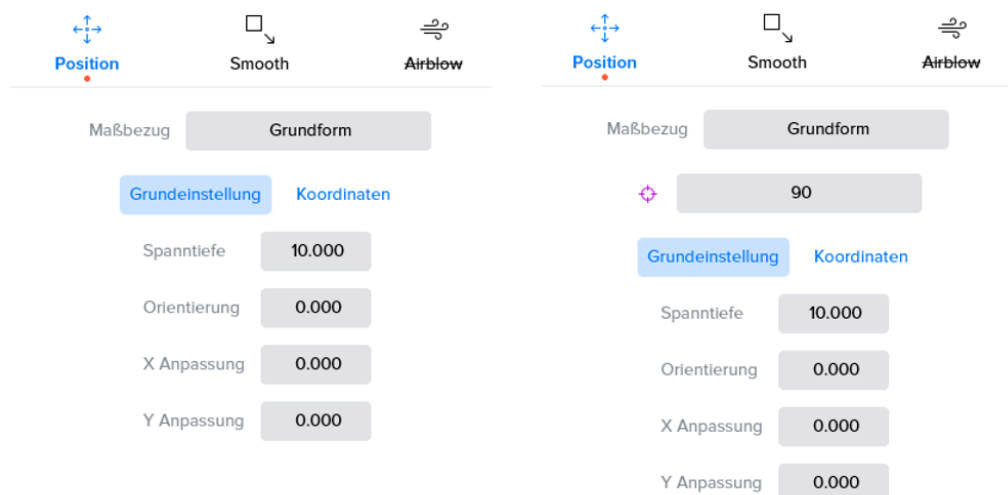 Position Smooth Airblow
Maßbezug Grundform
Grundeinstellung Koordinaten
Spanntiefe 10.000
Orientierung 0.000
X Anpassung 0.000
Y Anpassung 0.000
Position Smooth Airblow
Maßbezug Grundform
90
Grundeinstellung Koordinaten
Spanntiefe 10.000
Orientierung 0.000
X Anpassung 0.000
Y Anpassung 0.000